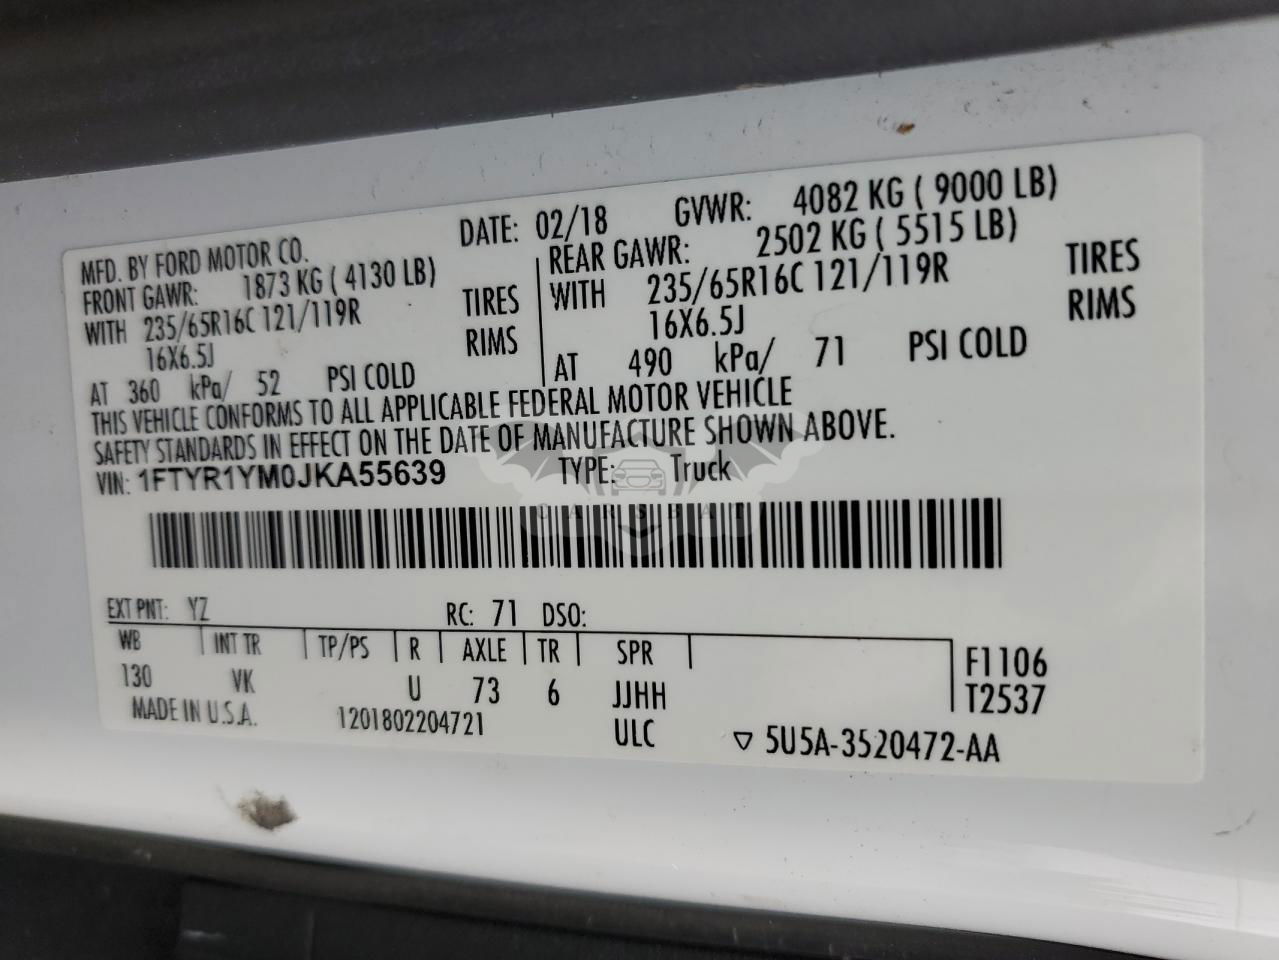 MFD. BY FORD MOTOR CO.
DATE: 02/18
GVWR: 4082 KG ( 9000 LB)
FRONT GAWR: 1873 KG ( 4130 LB)
WITH 235/65R16C 121/119R TIRES
16X6.5J RIMS
AT 360 kPa/ 52 PSI COLD
REAR GAWR: 2502 KG ( 5515 LB)
WITH 235/65R16C 121/119R TIRES
16X6.5J RIMS
AT 490 kPa/ 71 PSI COLD
THIS VEHICLE CONFORMS TO ALL APPLICABLE FEDERAL MOTOR VEHICLE
SAFETY STANDARDS IN EFFECT ON THE DATE OF MANUFACTURE SHOWN ABOVE.
VIN: 1FTYR1YM0JKA55639 TYPE: Truck
CARSBAT
EXT PNT: YZ RC: 71 DSO:
WB INT TR TP/PS R AXLE TR SPR
130 VK U 73 6 JJHH
F1106
T2537
MADE IN U.S.A. 1201802204721 ULC ▽ 5U5A-3520472-AA